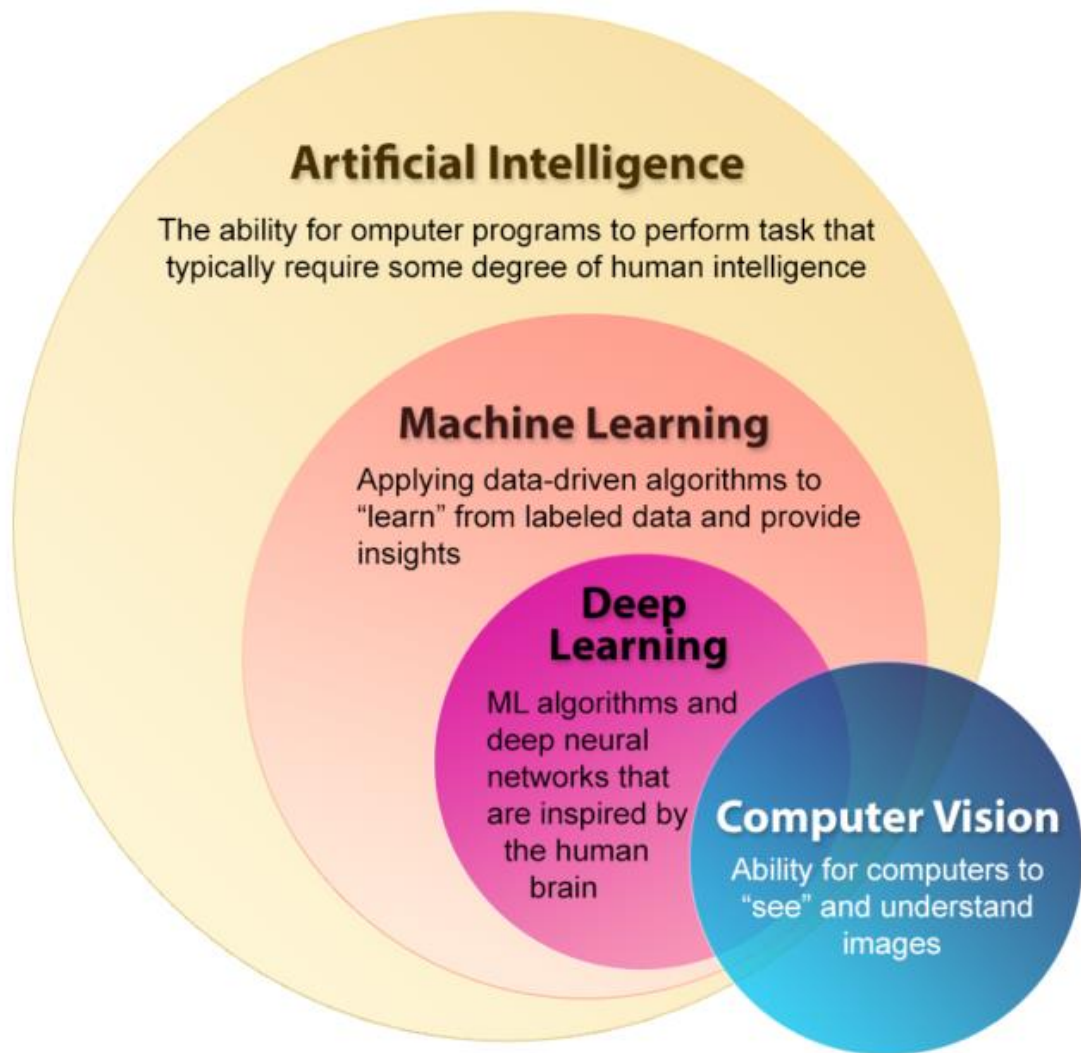 Artificial Intelligence
The ability for omputer programs to perform task that
typically require some degree of human intelligence
Machine Learning
Applying data-driven algorithms to
“learn” from labeled data and provide
insights
Deep
Learning
ML algorithms and
deep neural
networks that
are inspired by
the human
brain
Computer Vision
Ability for computers to
“see” and understand
images